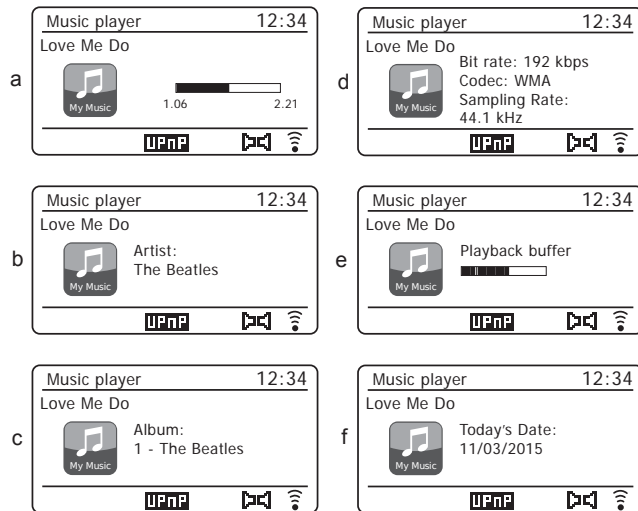 a
Music player 12:34
Love Me Do
My Music
1.06 2.21
UPnP
b
Music player 12:34
Love Me Do
My Music
Artist:
The Beatles
UPnP
c
Music player 12:34
Love Me Do
My Music
Album:
1 - The Beatles
UPnP
d
Music player 12:34
Love Me Do
My Music
Bit rate: 192 kbps
Codec: WMA
Sampling Rate:
44.1 kHz
UPnP
e
Music player 12:34
Love Me Do
My Music
Playback buffer
UPnP
f
Music player 12:34
Love Me Do
My Music
Today's Date:
11/03/2015
UPnP